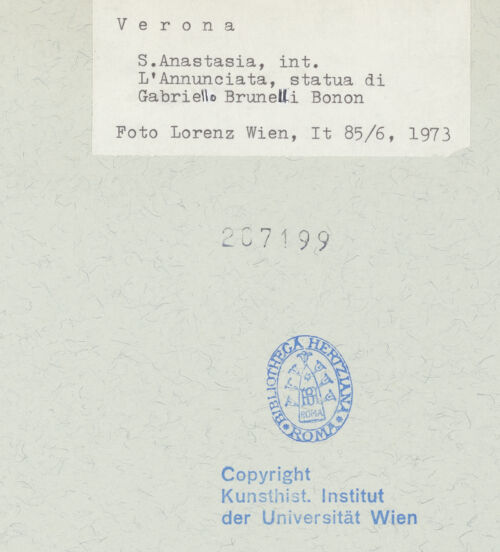 V e r o n a
S.Anastasia, int.
L'Annunciata, statua di
Gabriello Brunelli Bonon
Foto Lorenz Wien, It 85/6, 1973
207199
BIBLIOTHECA HERTZIANA
ROMA
ROMA
Copyright
Kunsthist. Institut
der Universität Wien